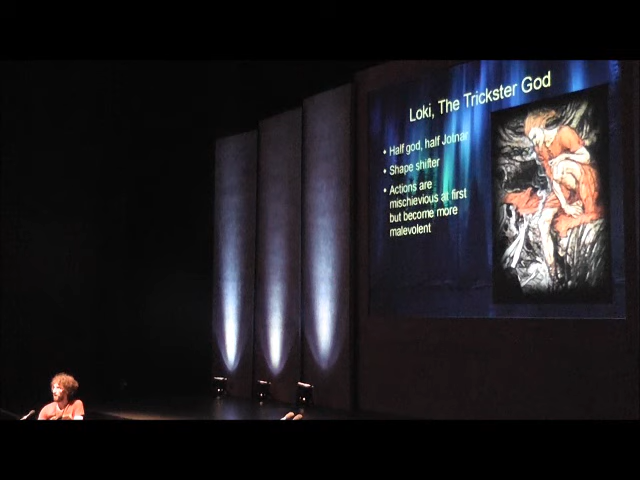 Loki, The Trickster God
• Half god, half Jotnar
• Shape shifter
• Actions are
mischievious at first
but become more
malevolent